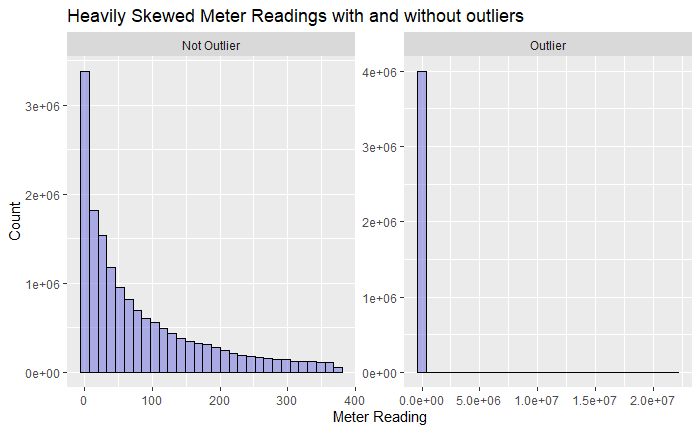 Heavily Skewed Meter Readings with and without outliers
Not Outlier
Outlier
Count
3e+06
2e+06
1e+06
0e+00
4e+06
3e+06
2e+06
1e+06
0e+00
0
100
200
300
400
0.0e+00
5.0e+06
1.0e+07
1.5e+07
2.0e+07
Meter Reading